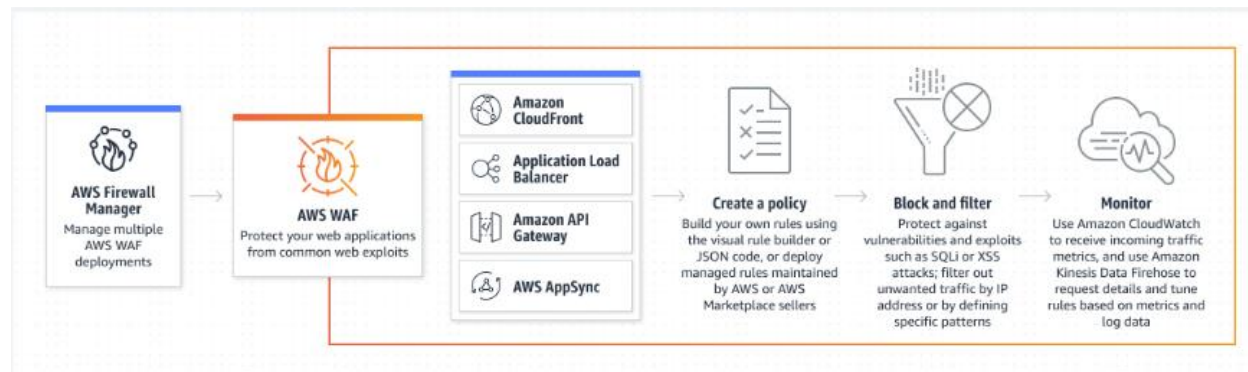 AWS Firewall
Manager
Manage multiple
AWS WAF
deployments
AWS WAF
Protect your web applications
from common web exploits
Amazon
CloudFront
Application Load
Balancer
Amazon API
Gateway
AWS AppSync
Create a policy
Build your own rules using
the visual rule builder or
JSON code, or deploy
managed rules maintained
by AWS or AWS
Marketplace sellers
Block and filter
Protect against
vulnerabilities and exploits
such as SQLi or XSS
attacks; filter out
unwanted traffic by IP
address or by defining
specific patterns
Monitor
Use Amazon CloudWatch
to receive incoming traffic
metrics, and use Amazon
Kinesis Data Firehose to
request details and tune
rules based on metrics and
log data